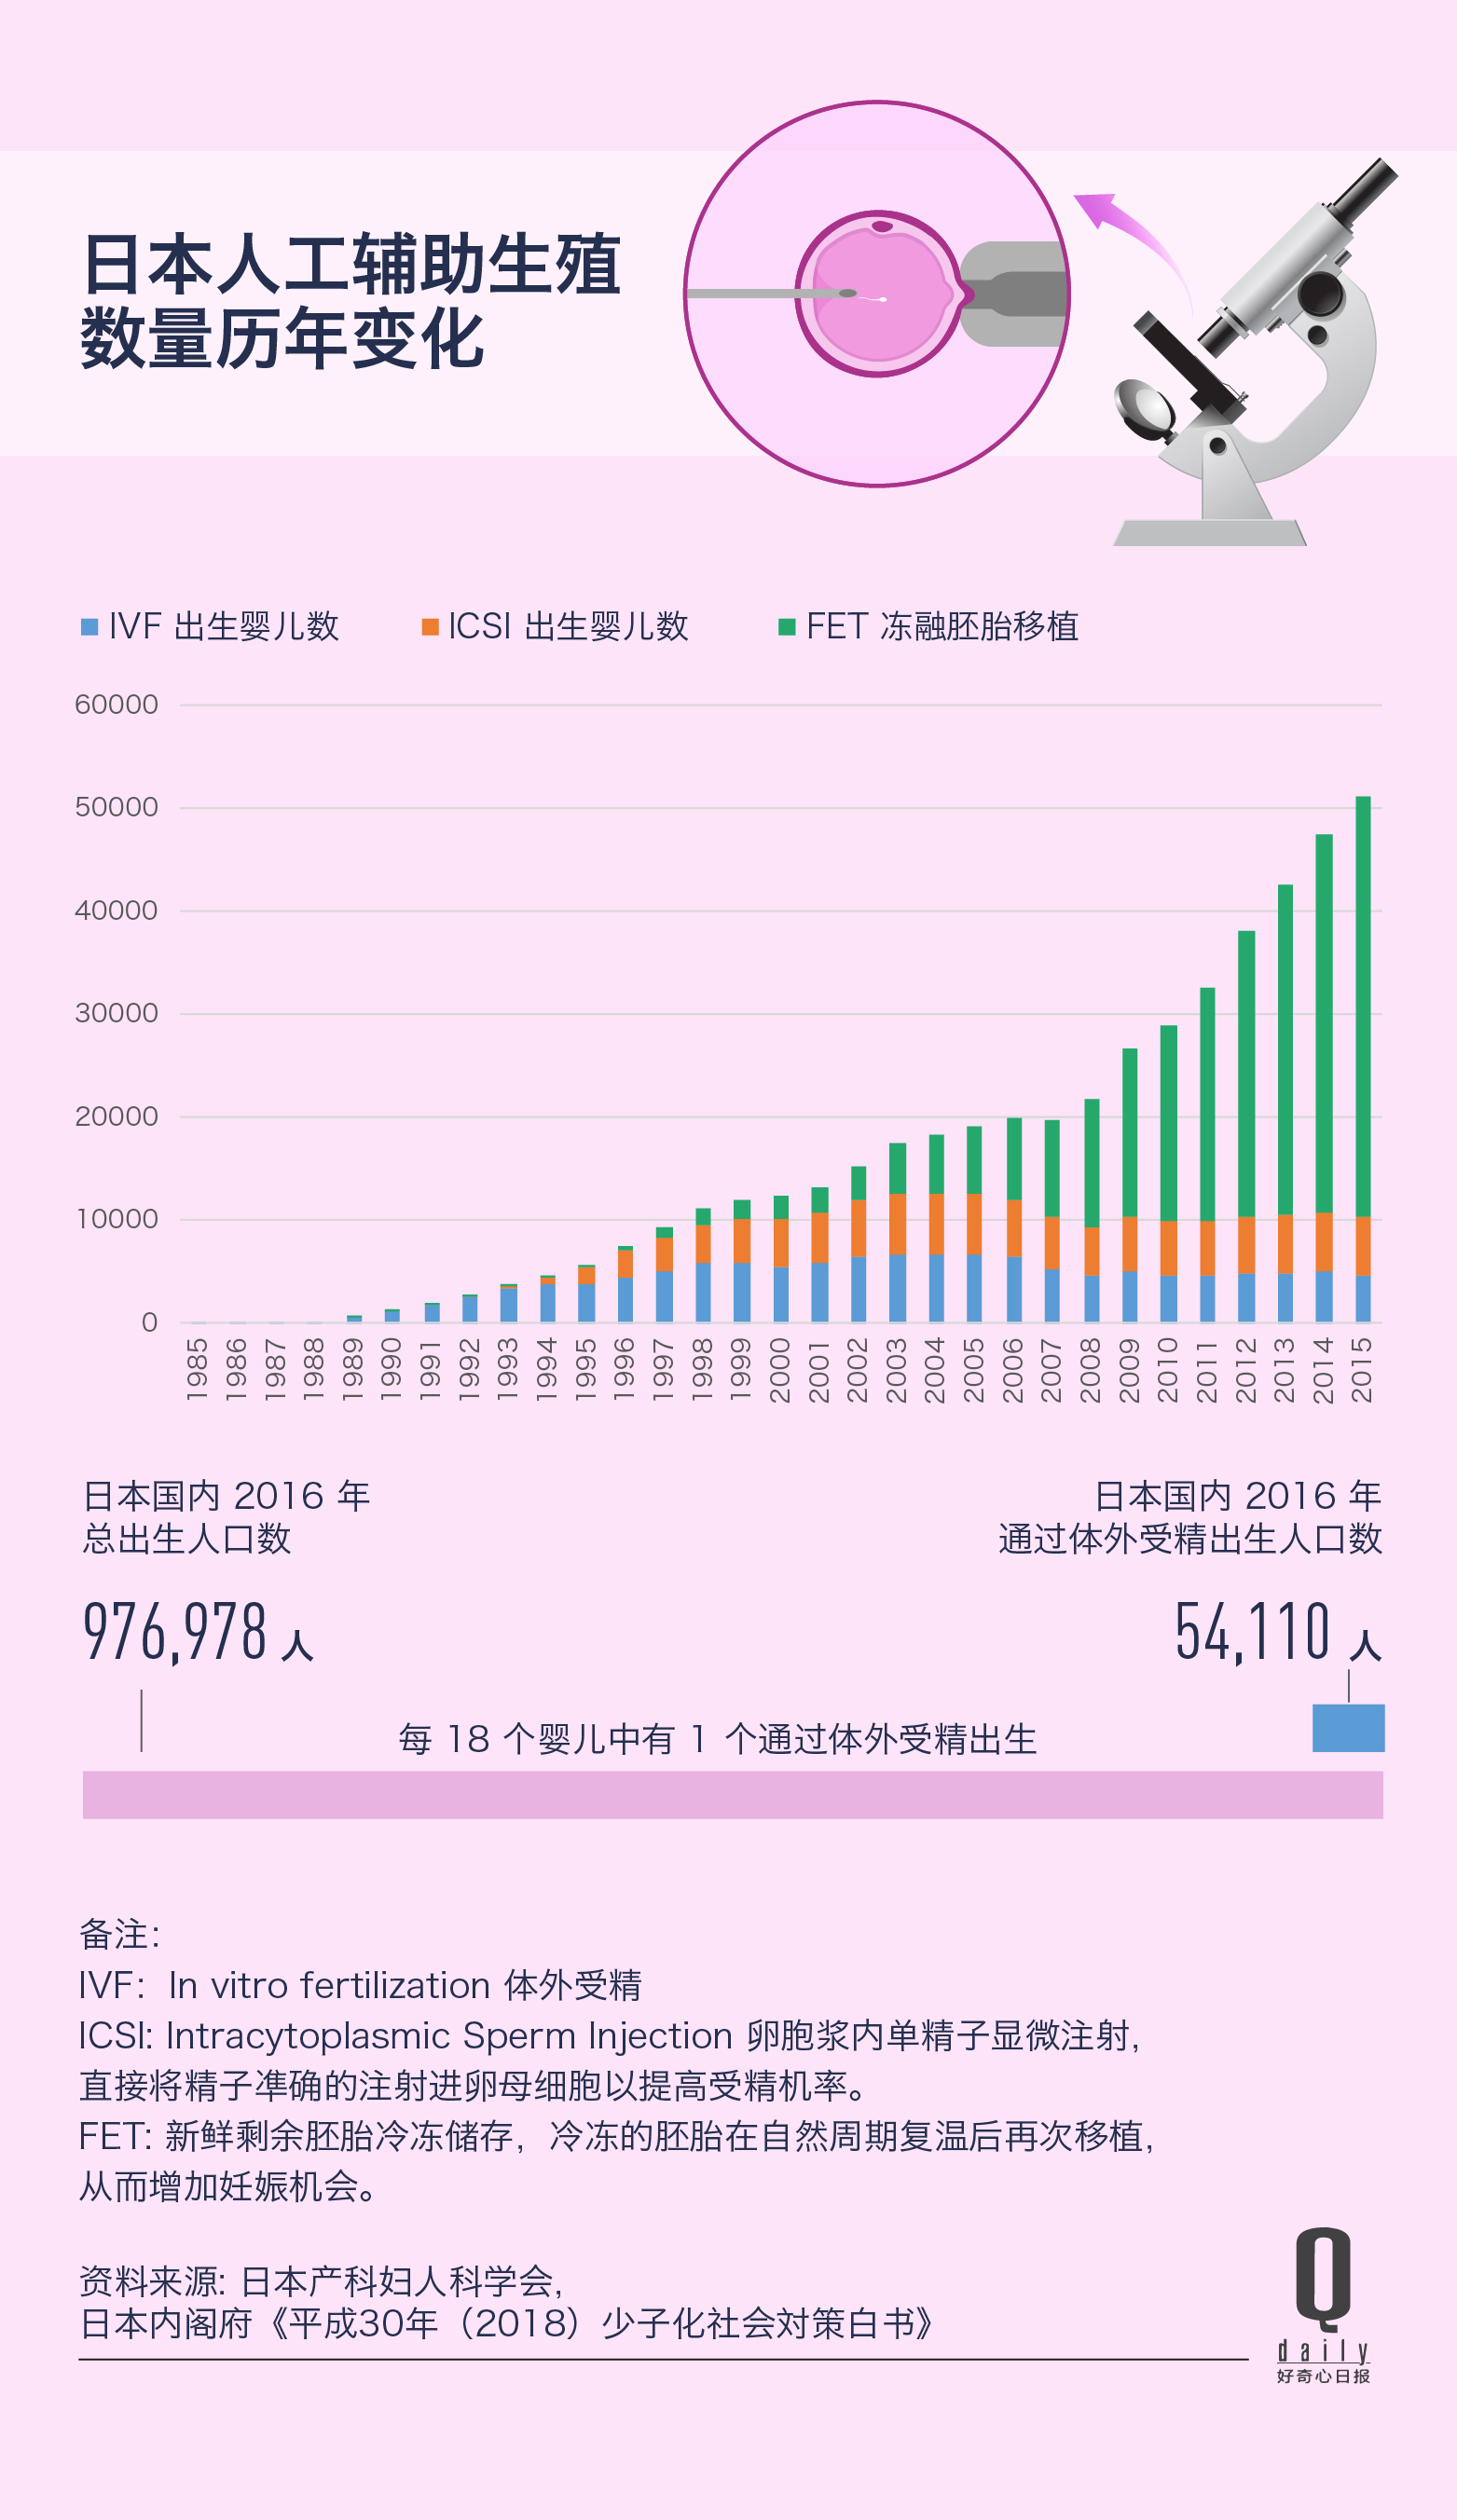 日本人工辅助生殖
数量历年变化
IVF 出生婴儿数
ICSI 出生婴儿数
FET 冻融胚胎移植
60000
50000
40000
30000
20000
10000
0
1985
1986
1987
1988
1989
1990
1991
1992
1993
1994
1995
1996
1997
1998
1999
2000
2001
2002
2003
2004
2005
2006
2007
2008
2009
2010
2011
2012
2013
2014
2015
日本国内 2016 年
总出生人口数
976,978 人
日本国内 2016 年
通过体外受精出生人口数
54,110 人
每 18 个婴儿中有 1 个通过体外受精出生
备注：
IVF：In vitro fertilization 体外受精
ICSI: Intracytoplasmic Sperm Injection 卵胞浆内单精子显微注射，
直接将精子准确的注射进卵母细胞以提高受精机率。
FET: 新鲜剩余胚胎冷冻储存，冷冻的胚胎在自然周期复温后再次移植，
从而增加妊娠机会。
资料来源: 日本产科妇人科学会，
日本内阁府《平成30年（2018）少子化社会对策白书》
Q
daily
好奇心日报